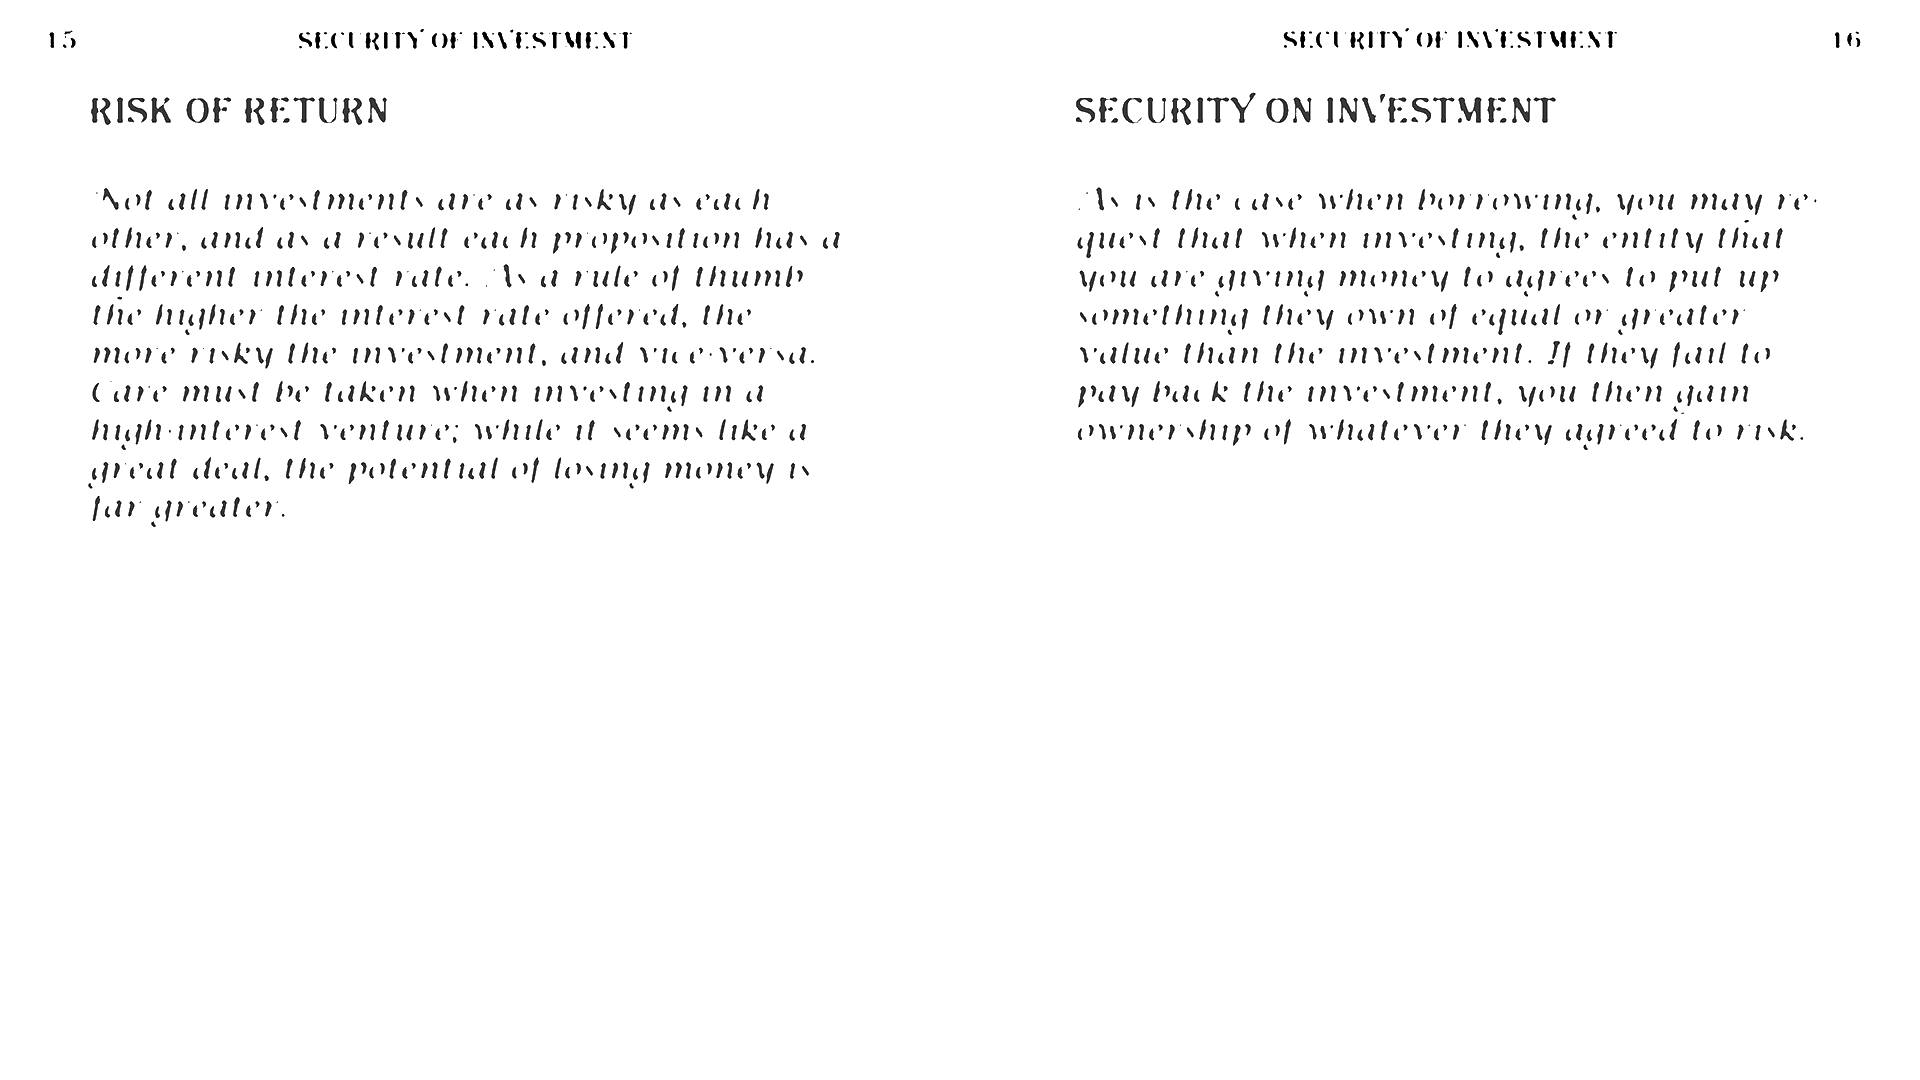 15 SECURITY OF INVESTMENT
RISK OF RETURN
Not all investments are as risky as each
other, and as a result each proposition has a
different interest rate. As a rule of thumb
the higher the interest rate offered, the
more risky the investment, and vice-versa.
Care must be taken when investing in a
high-interest venture; while it seems like a
great deal, the potential of losing money is
far greater.
SECURITY OF INVESTMENT 16
SECURITY ON INVESTMENT
As is the case when borrowing, you may re-
quest that when investing, the entity that
you are giving money to agrees to put up
something they own of equal or greater
value than the investment. If they fail to
pay back the investment, you then gain
ownership of whatever they agreed to risk.